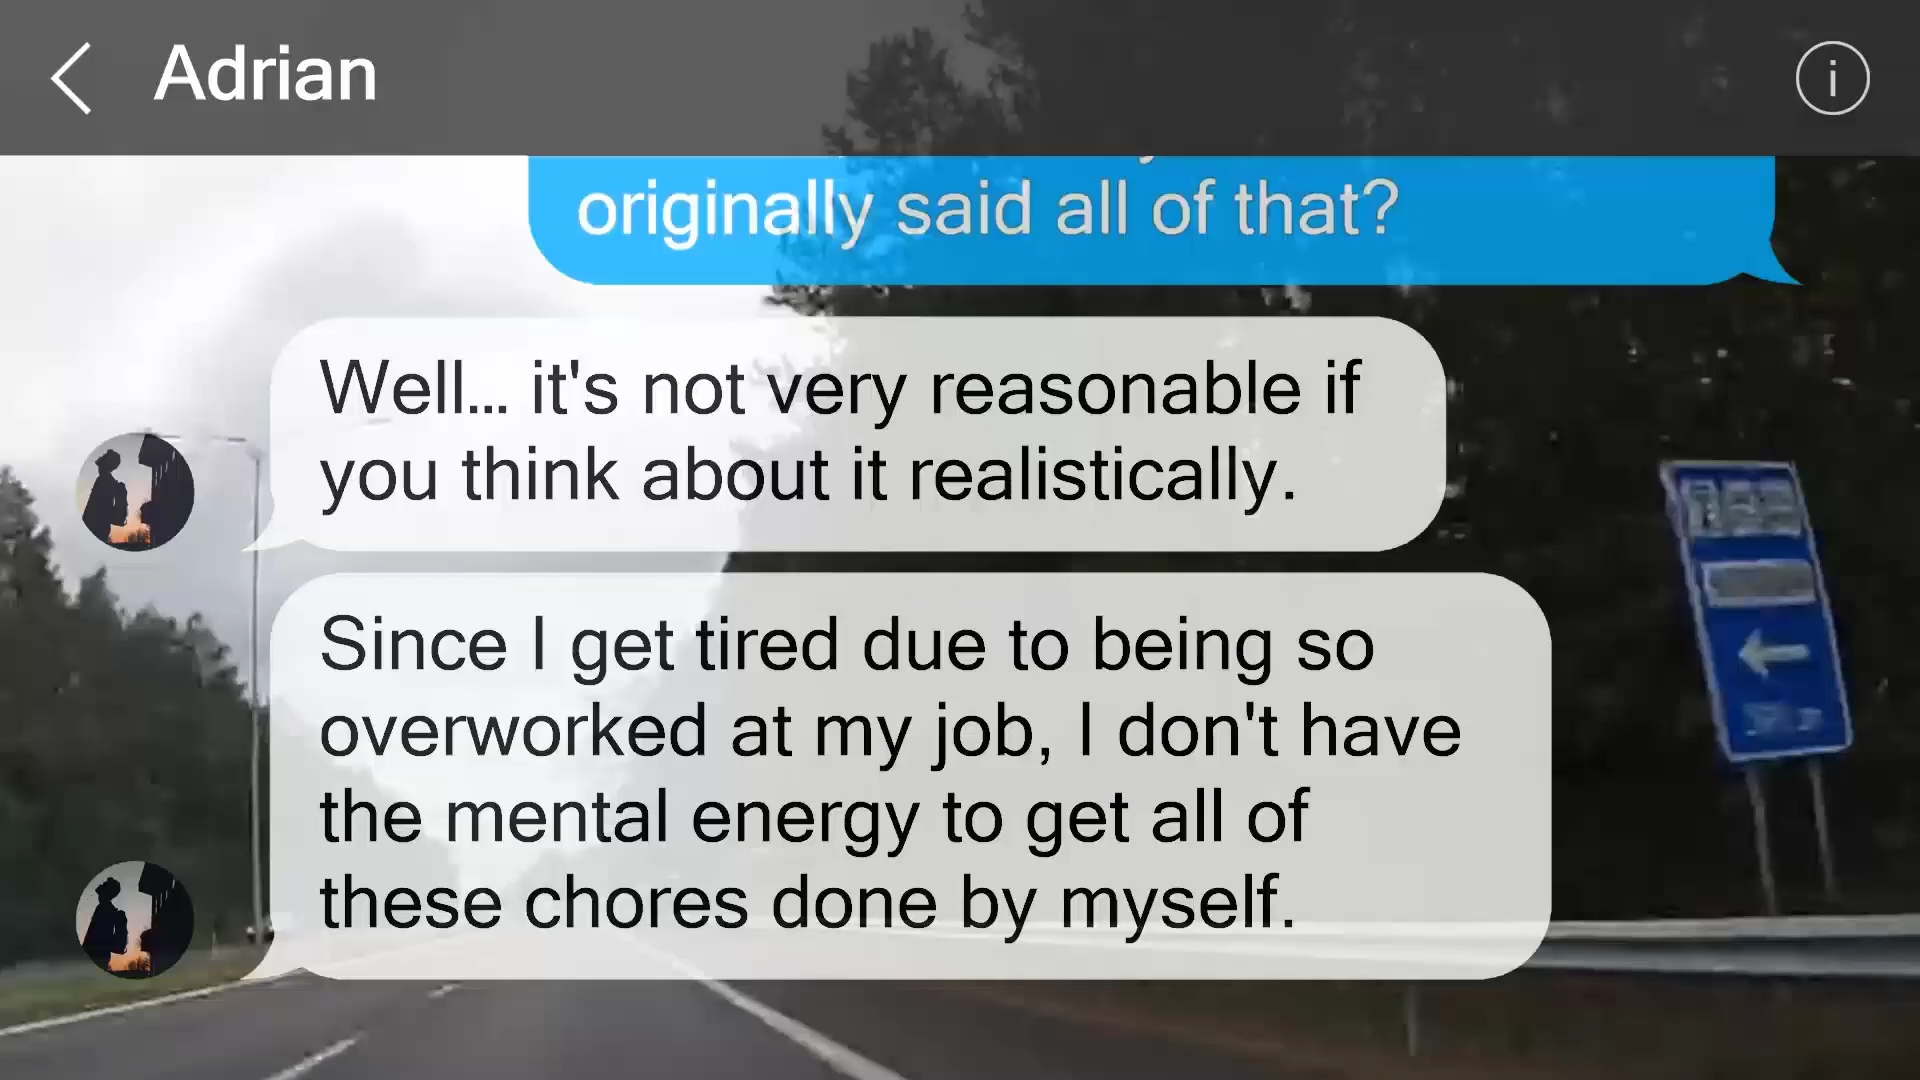 Adrian
i
originally said all of that?
Well... it's not very reasonable if
you think about it realistically.
Since I get tired due to being so
overworked at my job, I don't have
the mental energy to get all of
these chores done by myself.